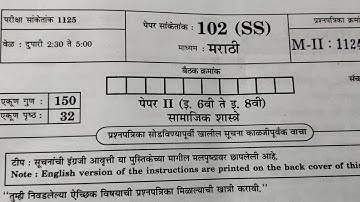 परीक्षा सांकेतांक 1125
पेपर सांकेतांक : 102 (SS)
प्रश्नपत्रिका क्रमांक
वेळ : दुपारी 2:30 ते 5:00
माध्यम : मराठी
M-II : 1125
बैठक क्रमांक
एकूण गुण : 150
एकूण पृष्ठ : 32
पेपर II (इ. 6वी ते इ. 8वी)
सामाजिक शास्त्रे
प्रश्नपत्रिका सोडविण्यापूर्वी खालील सूचना काळजीपूर्वक वाचा
टीप : सूचनांची इंग्रजी आवृत्ती या पुस्तिकेच्या मागील मलपृष्ठावर छापलेली आहे.
Note : English version of the instructions are printed on the back cover of this
"तुम्ही निवडलेल्या ऐच्छिक विषयाची प्रश्नपत्रिका मिळाल्याची खात्री करावी."